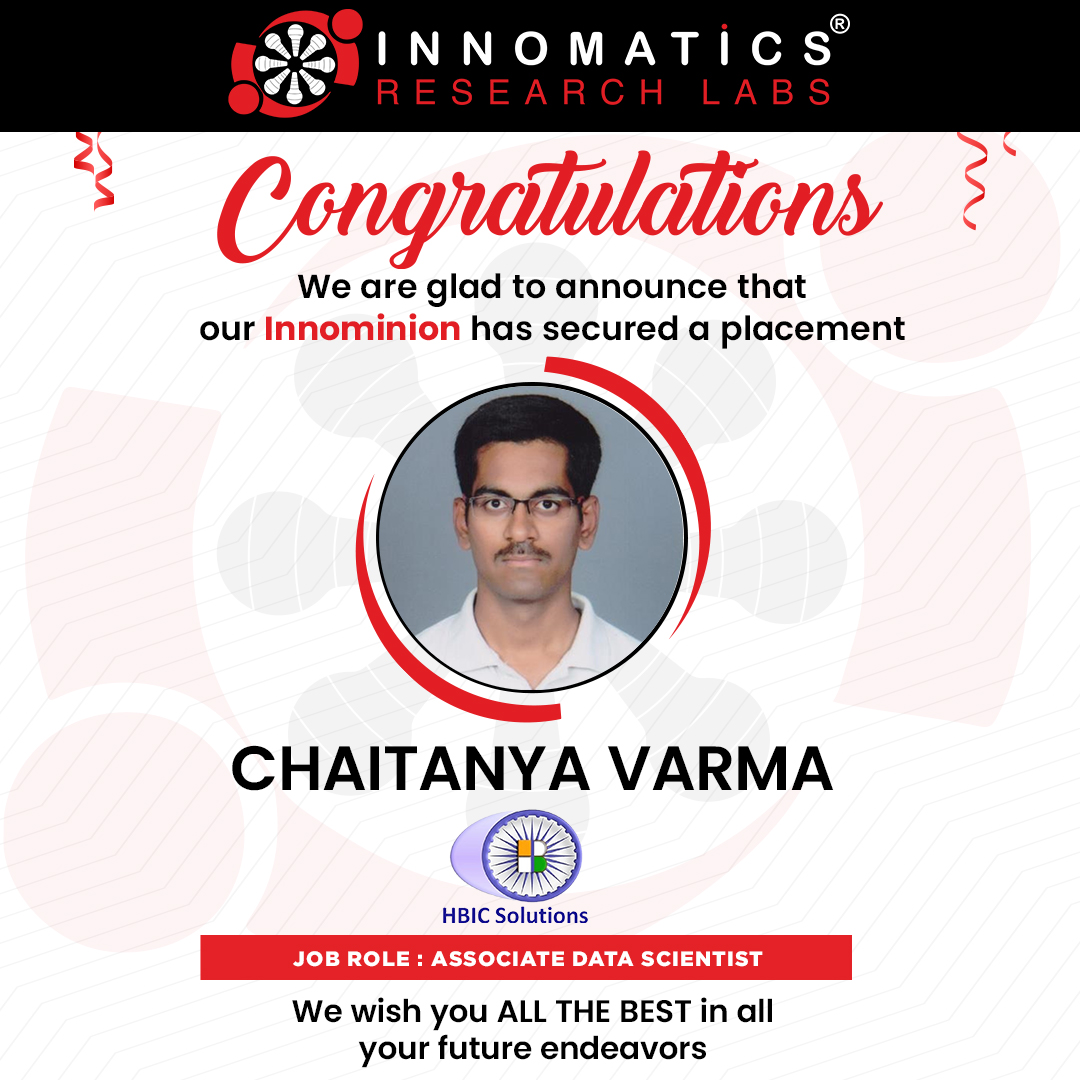 INNOMATICS®
RESEARCH LABS
Congratulations
We are glad to announce that
our Innominion has secured a placement
CHAITANYA VARMA
HB
HBIC Solutions
JOB ROLE : ASSOCIATE DATA SCIENTIST
We wish you ALL THE BEST in all
your future endeavors